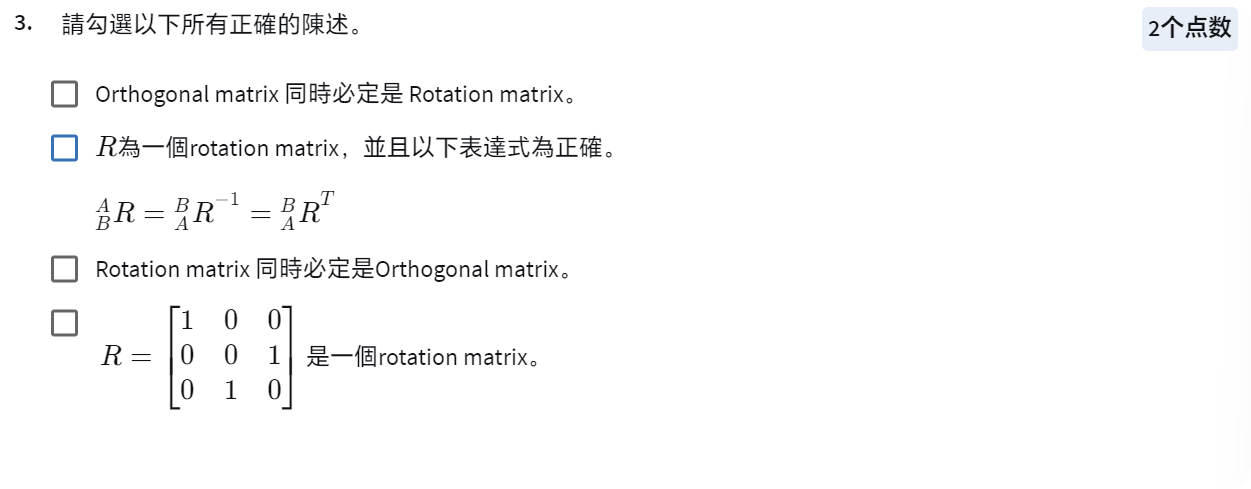 3. 請勾選以下所有正確的陳述。
2个点数
Orthogonal matrix 同時必定是 Rotation matrix。
R為一個rotation matrix，並且以下表達式為正確。
$^A_B R = {}^B_A R^{-1} = {}^B_A R^T$
Rotation matrix 同時必定是Orthogonal matrix。
$R = \begin{bmatrix} 1 & 0 & 0 \\ 0 & 0 & 1 \\ 0 & 1 & 0 \end{bmatrix}$ 是一個rotation matrix。